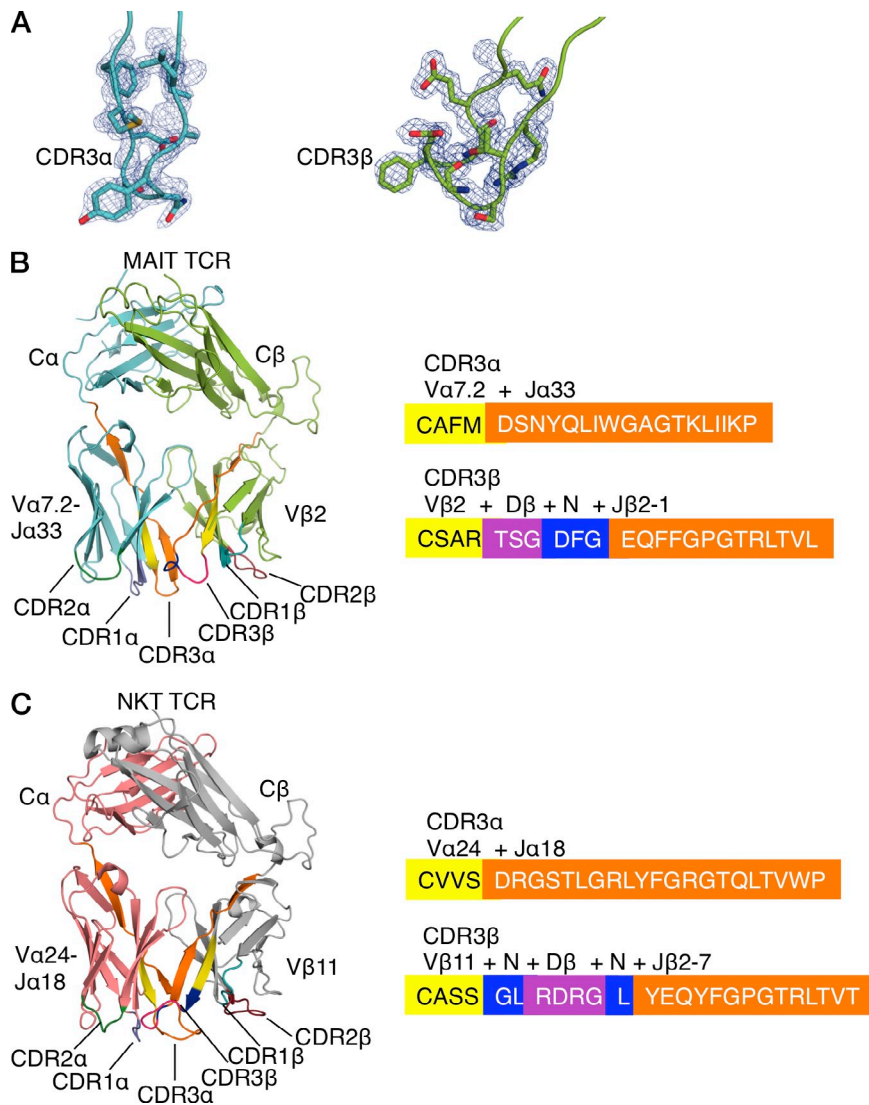 A
CDR3α
CDR3β
B
MAIT TCR
Cα
Cβ
Vα7.2-
Jα33
Vβ2
CDR2α
CDR1α
CDR3α
CDR3β
CDR1β
CDR2β
CDR3α
Vα7.2 + Jα33
CAFM DSNYQLIWGAGTKLIIKP
CDR3β
Vβ2 + Dβ + N + Jβ2-1
CSAR TSG DFG EQFFGPGTRLTVL
C
NKT TCR
Cα
Cβ
Vα24-
Jα18
Vβ11
CDR2α
CDR1α
CDR3α
CDR3β
CDR1β
CDR2β
CDR3α
Vα24 + Jα18
CVVS DRGSTLGRLYFGRGTQLTVWP
CDR3β
Vβ11 + N + Dβ + N + Jβ2-7
CASS GL RDRG L YEQYFGPGTRLTVT